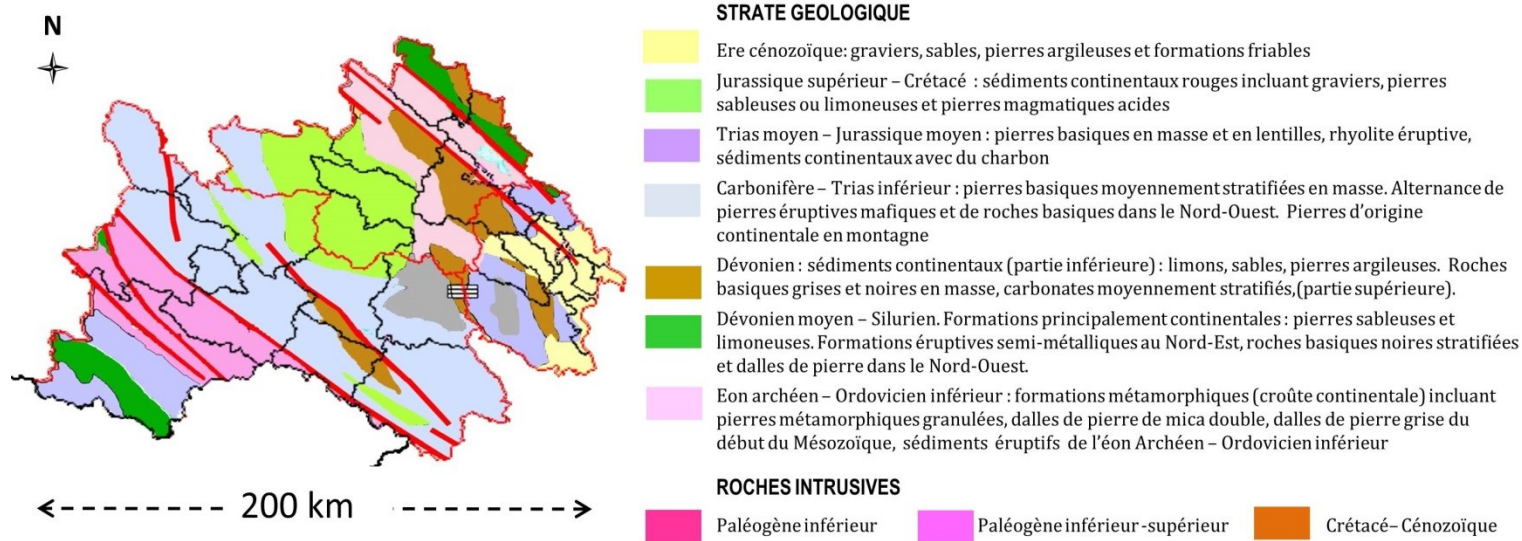 N
200 km
STRATE GEOLOGIQUE
Ere cénozoïque: graviers, sables, pierres argileuses et formations friables
Jurassique supérieur – Crétacé : sédiments continentaux rouges incluant graviers, pierres
sableuses ou limoneuses et pierres magmatiques acides
Trias moyen – Jurassique moyen : pierres basiques en masse et en lentilles, rhyolite éruptive,
sédiments continentaux avec du charbon
Carbonifère – Trias inférieur : pierres basiques moyennement stratifiées en masse. Alternance de
pierres éruptives mafiques et de roches basiques dans le Nord-Ouest. Pierres d'origine
continentale en montagne
Dévonien : sédiments continentaux (partie inférieure) : limons, sables, pierres argileuses. Roches
basiques grises et noires en masse, carbonates moyennement stratifiés,(partie supérieure).
Dévonien moyen – Silurien. Formations principalement continentales : pierres sableuses et
limoneuses. Formations éruptives semi-métalliques au Nord-Est, roches basiques noires stratifiées
et dalles de pierre dans le Nord-Ouest.
Eon archéen – Ordovicien inférieur : formations métamorphiques (croûte continentale) incluant
pierres métamorphiques granulées, dalles de pierre de mica double, dalles de pierre grise du
début du Mésozoïque, sédiments éruptifs de l'éon Archéen – Ordovicien inférieur
ROCHES INTRUSIVES
Paléogène inférieur
Paléogène inférieur-supérieur
Crétacé– Cénozoïque